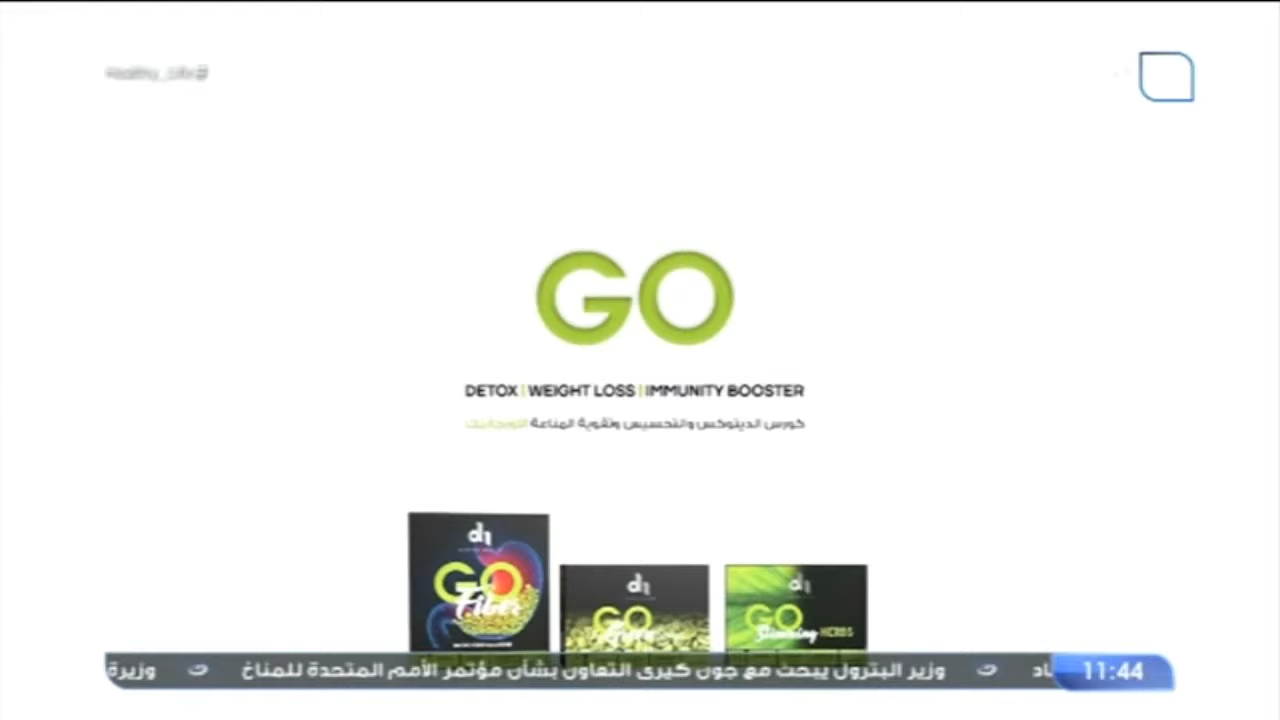 GO
DETOX | WEIGHT LOSS | IMMUNITY BOOSTER
كورس الديتوكس والتخسيس وتقوية المناعة
GO
Fiber
GO
GO
Slimming HERBS
وزير البترول يبحث مع جون كيرى التعاون بشأن مؤتمر الأمم المتحدة للمناخ
وزيرة
11:44